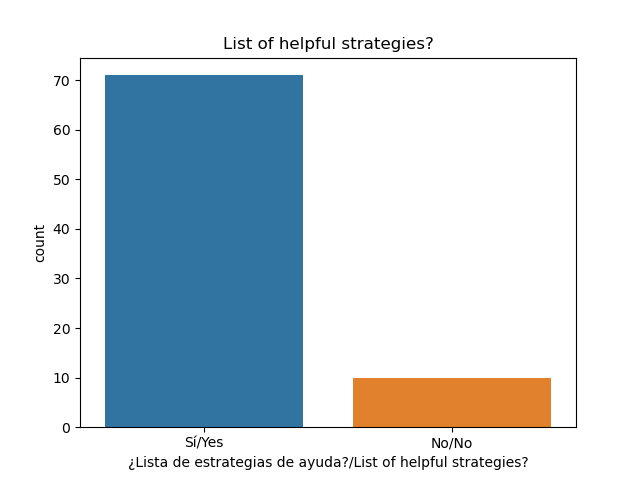 List of helpful strategies?
70
60
50
40
30
20
10
0
count
Sí/Yes
No/No
¿Lista de estrategias de ayuda?/List of helpful strategies?